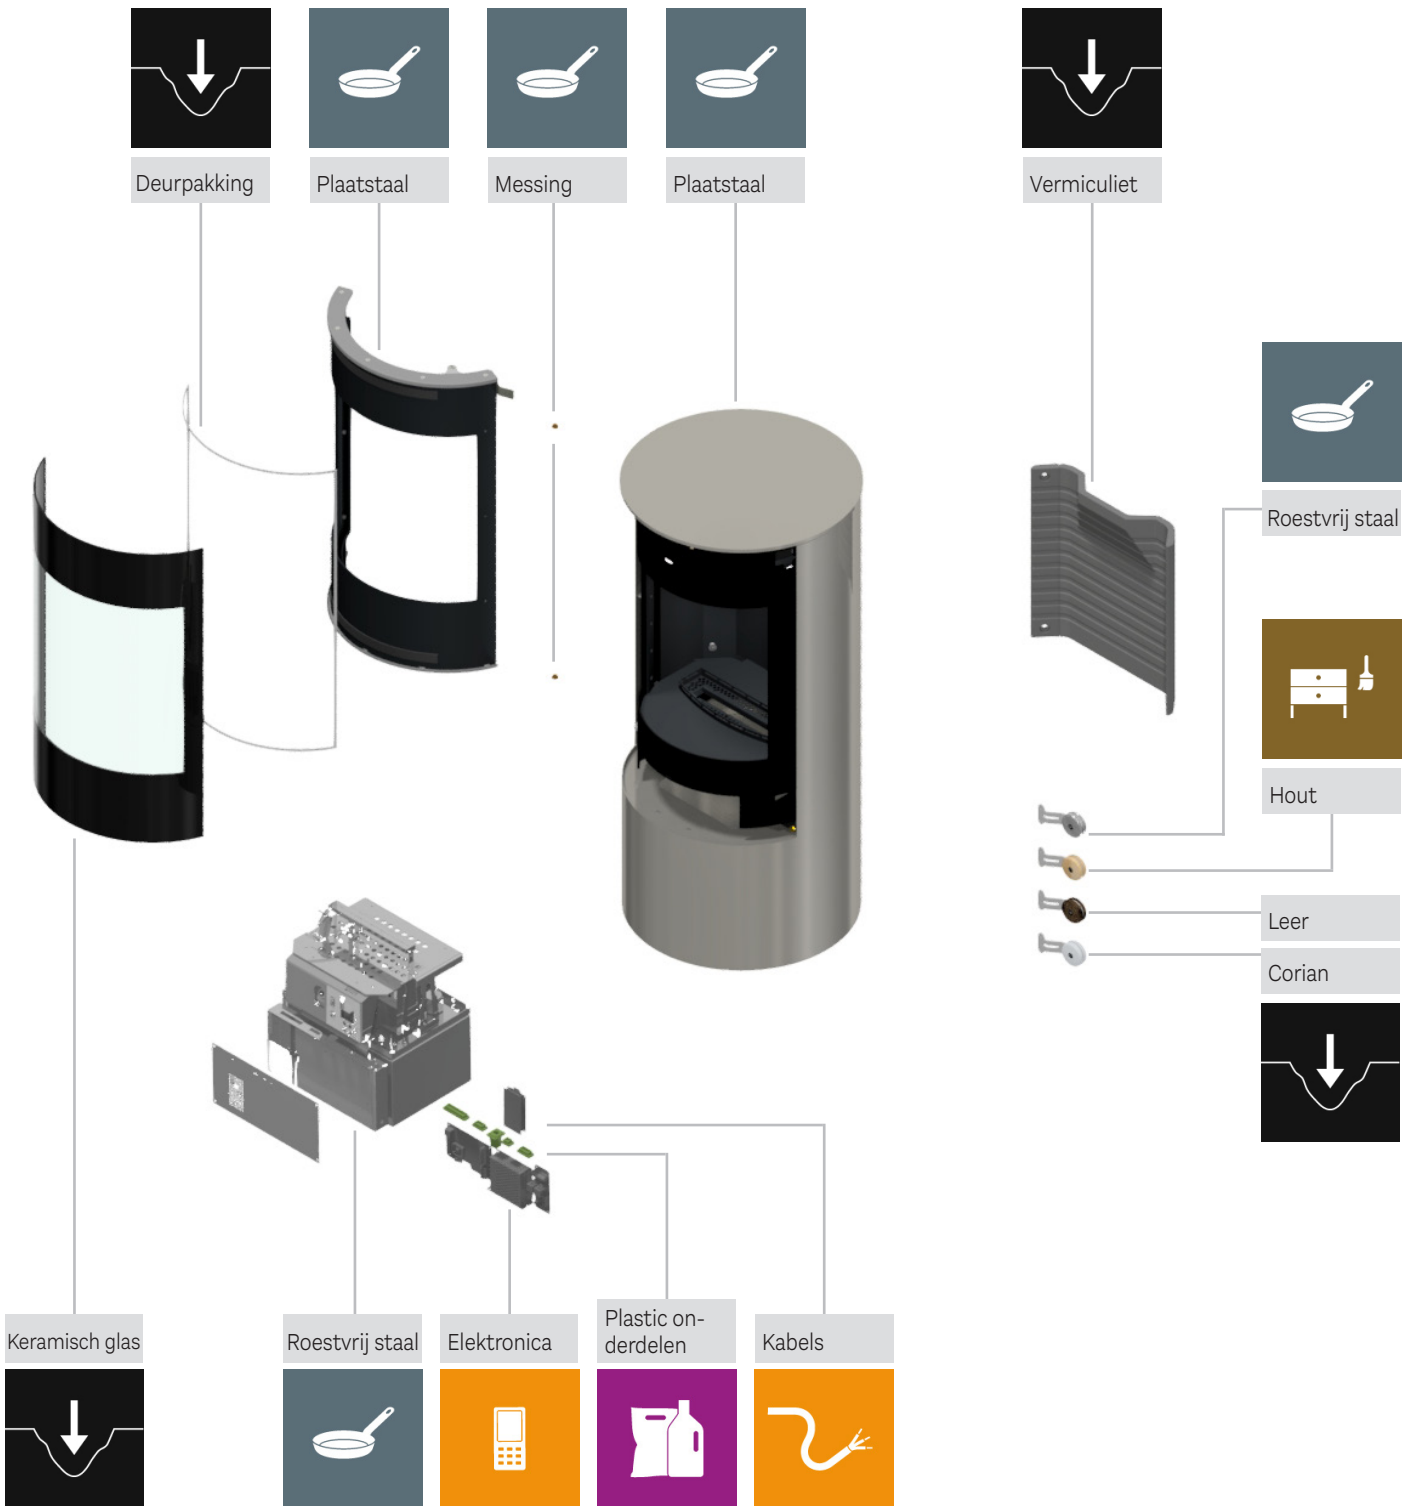 Deurpakking
Plaatstaal
Messing
Plaatstaal
Vermiculiet
Roestvrij staal
Hout
Leer
Corian
Keramisch glas
Roestvrij staal
Elektronica
Plastic on-
derdelen
Kabels